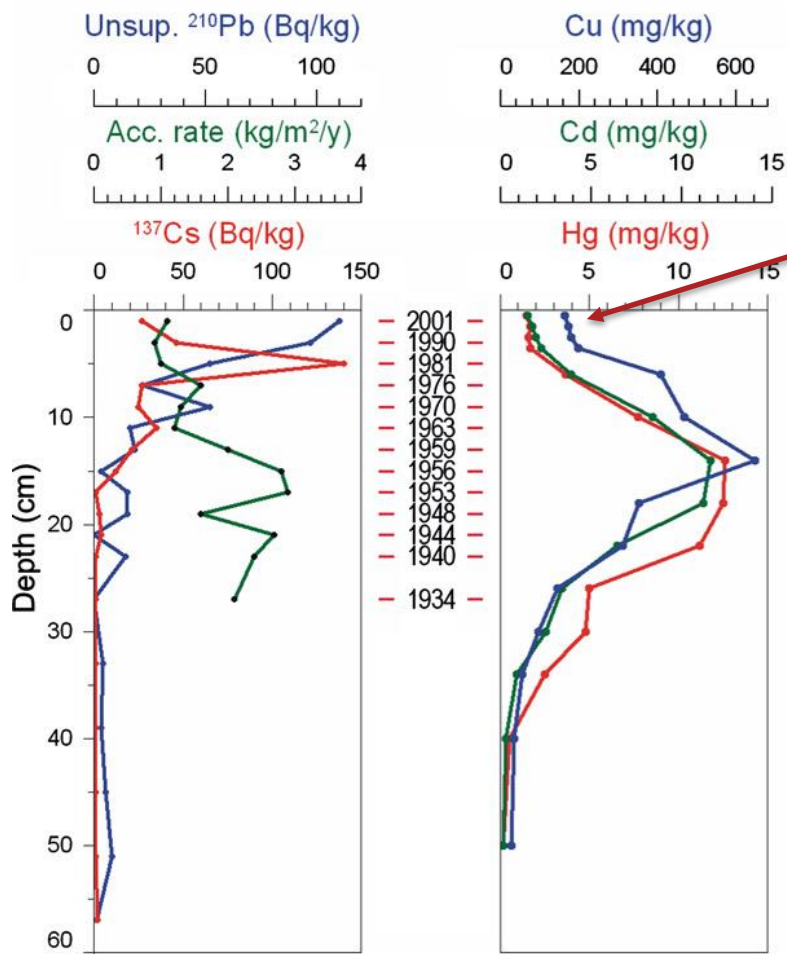 Unsup. ²¹⁰Pb (Bq/kg)
0 50 100
Acc. rate (kg/m²/y)
0 1 2 3 4
¹³⁷Cs (Bq/kg)
0 50 100 150
Cu (mg/kg)
0 200 400 600
Cd (mg/kg)
0 5 10 15
Hg (mg/kg)
0 5 10 15
Depth (cm)
0
10
20
30
40
50
60
2001
1990
1981
1976
1970
1963
1959
1956
1953
1948
1944
1940
1934